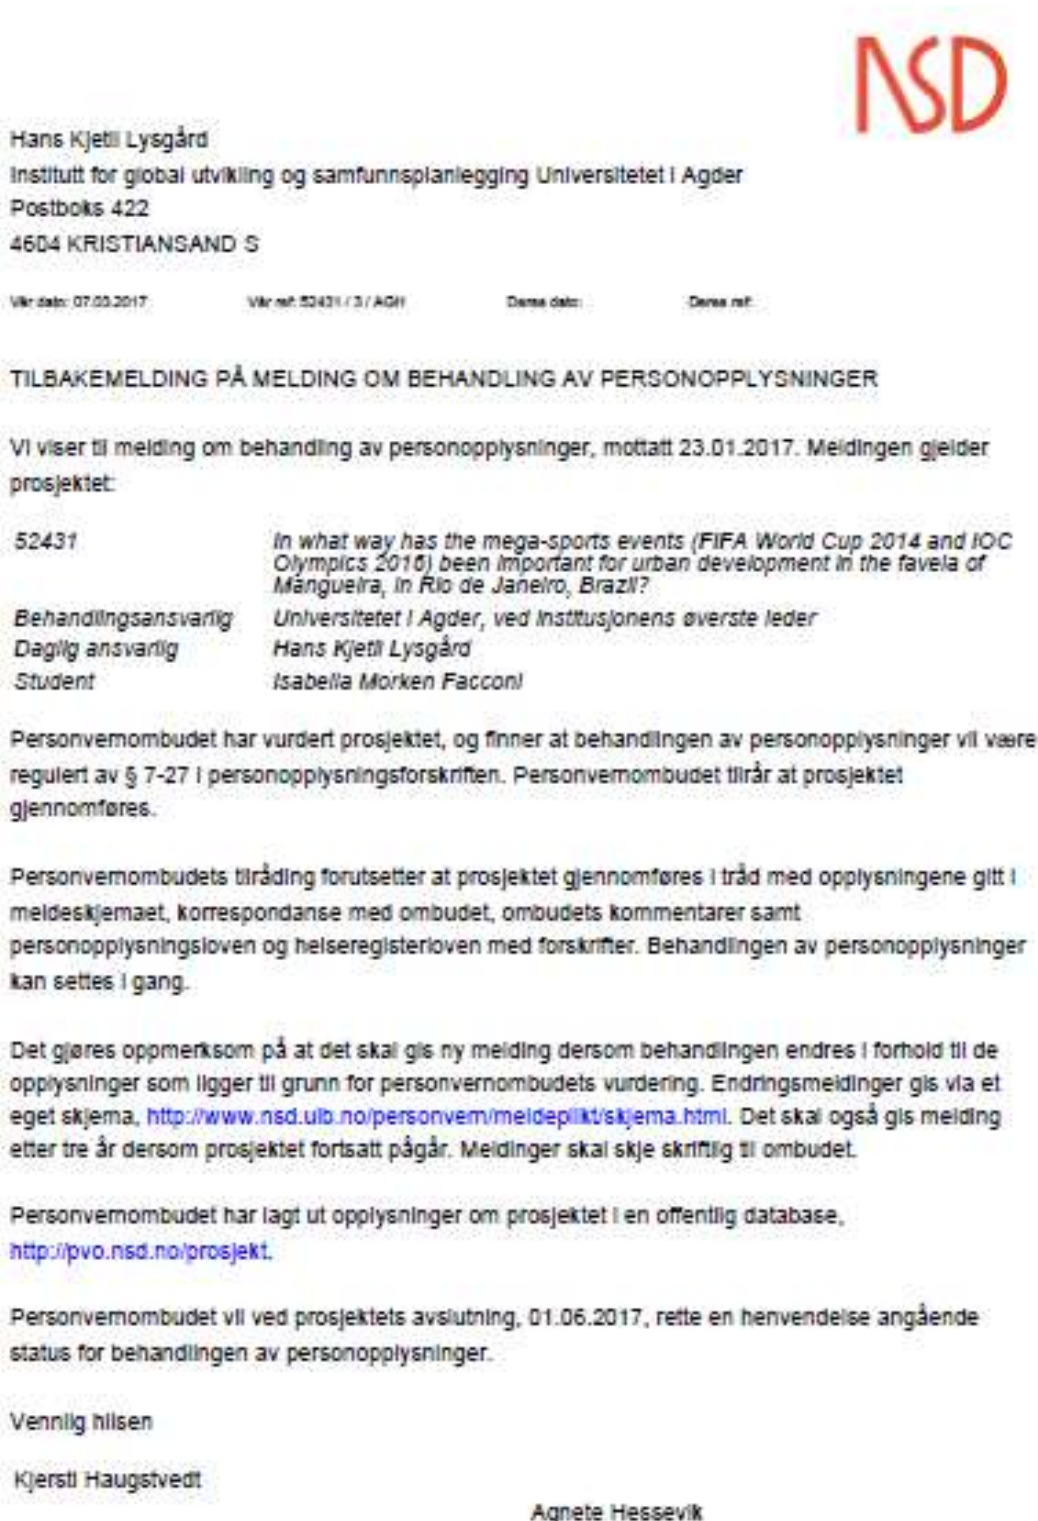 NSD
Hans Kjetil Lysgård
Institutt for global utvikling og samfunnsplanlegging Universitetet i Agder
Postboks 422
4604 KRISTIANSAND S
Vår dato: 07.03.2017 Vår ref: 52431 / 3 / AGH Deres dato: Deres ref:
TILBAKEMELDING PÅ MELDING OM BEHANDLING AV PERSONOPPLYSNINGER
Vi viser til melding om behandling av personopplysninger, mottatt 23.01.2017. Meldingen gjelder
prosjektet:
52431 In what way has the mega-sports events (FIFA World Cup 2014 and IOC
Olympics 2016) been important for urban development in the favela of
Mangueira, in Rio de Janeiro, Brazil?
Behandlingsansvarlig Universitetet i Agder, ved institusjonens øverste leder
Daglig ansvarlig Hans Kjetil Lysgård
Student Isabella Morken Facconi
Personvernombudet har vurdert prosjektet, og finner at behandlingen av personopplysninger vil være
regulert av § 7-27 i personopplysningsforskriften. Personvernombudet tilrår at prosjektet
gjennomføres.
Personvernombudets tilråding forutsetter at prosjektet gjennomføres i tråd med opplysningene gitt i
meldeskjemaet, korrespondanse med ombudet, ombudets kommentarer samt
personopplysningsloven og helseregisterloven med forskrifter. Behandlingen av personopplysninger
kan settes i gang.
Det gjøres oppmerksom på at det skal gis ny melding dersom behandlingen endres i forhold til de
opplysninger som ligger til grunn for personvernombudets vurdering. Endringsmeldinger gis via et
eget skjema, http://www.nsd.uib.no/personvern/meldeplikt/skjema.html. Det skal også gis melding
etter tre år dersom prosjektet fortsatt pågår. Meldinger skal skje skriftlig til ombudet.
Personvernombudet har lagt ut opplysninger om prosjektet i en offentlig database,
http://pvo.nsd.no/prosjekt.
Personvernombudet vil ved prosjektets avslutning, 01.06.2017, rette en henvendelse angående
status for behandlingen av personopplysninger.
Vennlig hilsen
Kjersti Haugstvedt
Agnete Hessevik